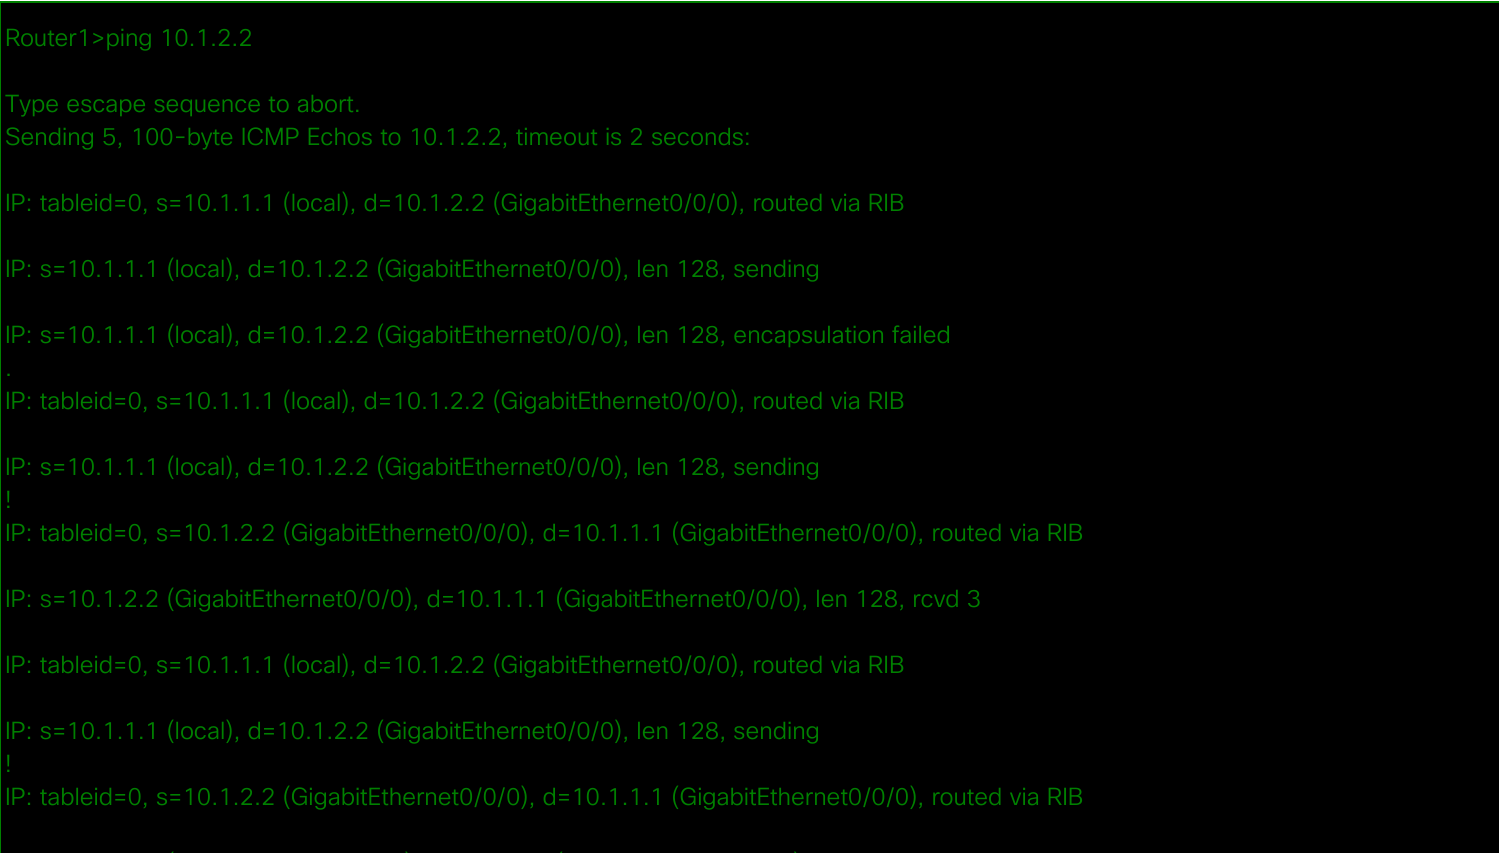 Router1>ping 10.1.2.2
Type escape sequence to abort.
Sending 5, 100-byte ICMP Echos to 10.1.2.2, timeout is 2 seconds:
IP: tableid=0, s=10.1.1.1 (local), d=10.1.2.2 (GigabitEthernet0/0/0), routed via RIB
IP: s=10.1.1.1 (local), d=10.1.2.2 (GigabitEthernet0/0/0), len 128, sending
IP: s=10.1.1.1 (local), d=10.1.2.2 (GigabitEthernet0/0/0), len 128, encapsulation failed
.
IP: tableid=0, s=10.1.1.1 (local), d=10.1.2.2 (GigabitEthernet0/0/0), routed via RIB
IP: s=10.1.1.1 (local), d=10.1.2.2 (GigabitEthernet0/0/0), len 128, sending
!
IP: tableid=0, s=10.1.2.2 (GigabitEthernet0/0/0), d=10.1.1.1 (GigabitEthernet0/0/0), routed via RIB
IP: s=10.1.2.2 (GigabitEthernet0/0/0), d=10.1.1.1 (GigabitEthernet0/0/0), len 128, rcvd 3
IP: tableid=0, s=10.1.1.1 (local), d=10.1.2.2 (GigabitEthernet0/0/0), routed via RIB
IP: s=10.1.1.1 (local), d=10.1.2.2 (GigabitEthernet0/0/0), len 128, sending
!
IP: tableid=0, s=10.1.2.2 (GigabitEthernet0/0/0), d=10.1.1.1 (GigabitEthernet0/0/0), routed via RIB